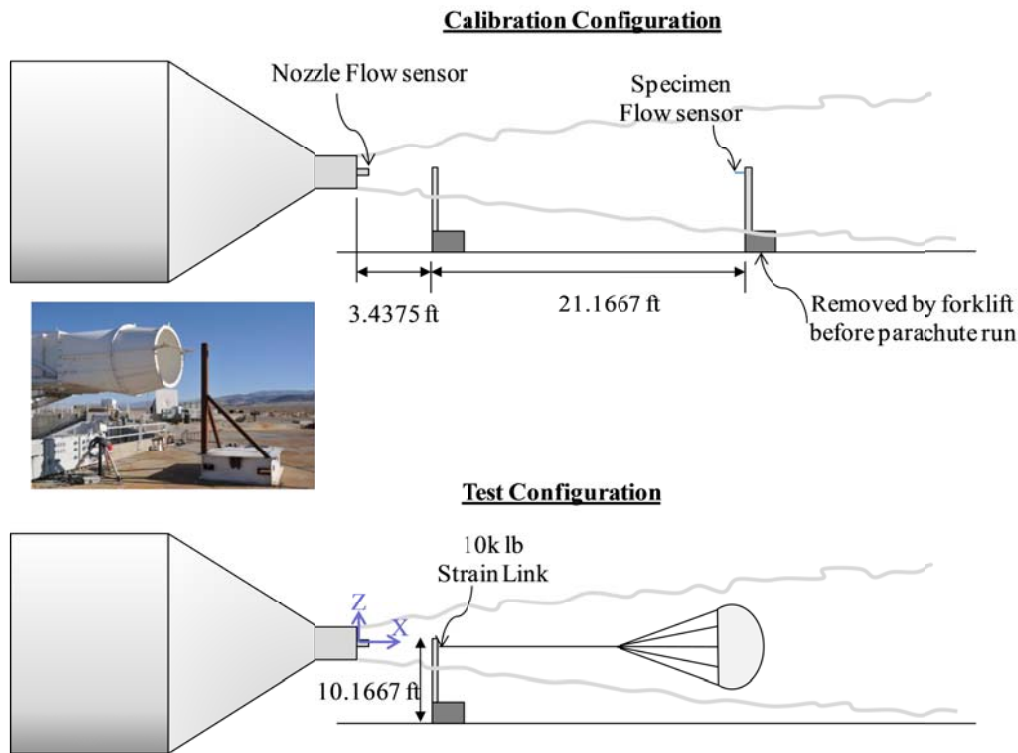 Calibration Configuration
Nozzle Flow sensor
Specimen
Flow sensor
3.4375 ft
21.1667 ft
Removed by forklift
before parachute run
Test Configuration
10k lb
Strain Link
Z
X
10.1667 ft